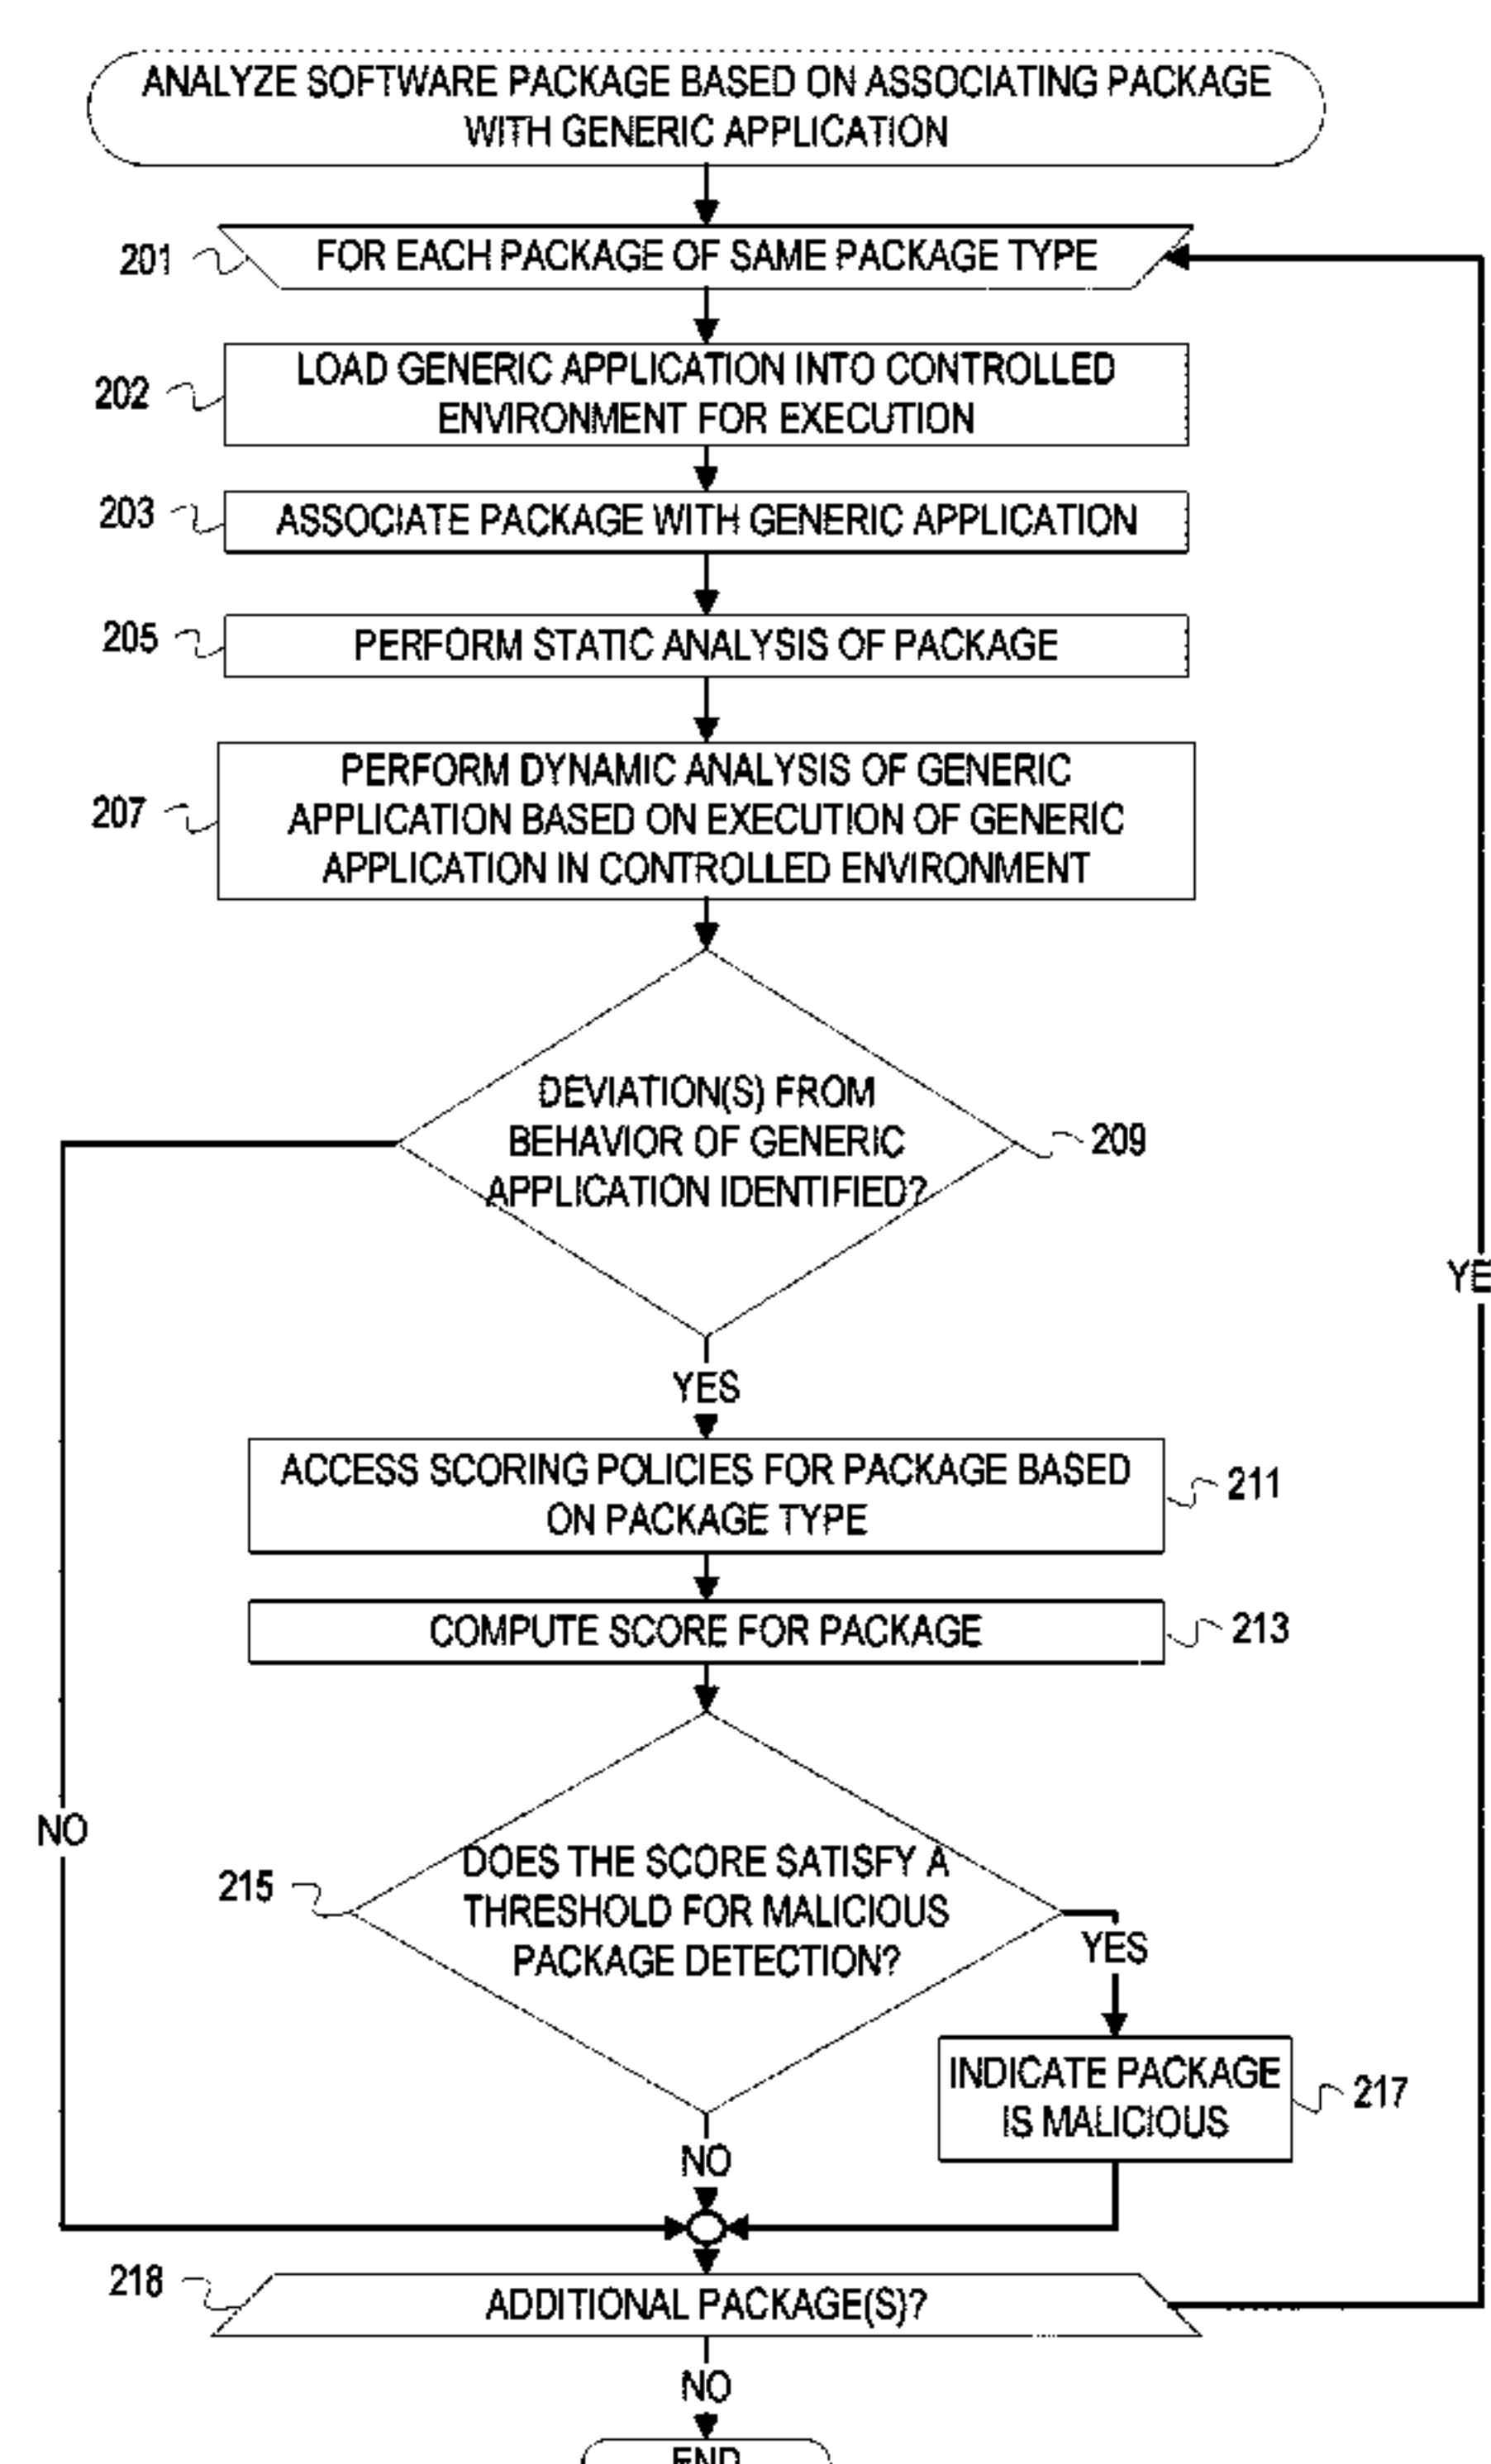 ANALYZE SOFTWARE PACKAGE BASED ON ASSOCIATING PACKAGE
WITH GENERIC APPLICATION
201
FOR EACH PACKAGE OF SAME PACKAGE TYPE
202
LOAD GENERIC APPLICATION INTO CONTROLLED
ENVIRONMENT FOR EXECUTION
203
ASSOCIATE PACKAGE WITH GENERIC APPLICATION
205
PERFORM STATIC ANALYSIS OF PACKAGE
207
PERFORM DYNAMIC ANALYSIS OF GENERIC
APPLICATION BASED ON EXECUTION OF GENERIC
APPLICATION IN CONTROLLED ENVIRONMENT
DEVIATION(S) FROM
BEHAVIOR OF GENERIC
APPLICATION IDENTIFIED?
209
YE
YES
ACCESS SCORING POLICIES FOR PACKAGE BASED
ON PACKAGE TYPE
211
COMPUTE SCORE FOR PACKAGE
213
NO
215
DOES THE SCORE SATISFY A
THRESHOLD FOR MALICIOUS
PACKAGE DETECTION?
YES
INDICATE PACKAGE
IS MALICIOUS
217
NO
218
ADDITIONAL PACKAGE(S)?
NO
END